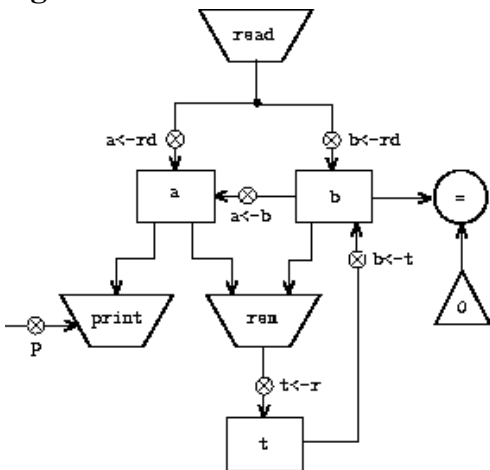 read
a<-rd
b<-rd
a
b
=
a<-b
b<-t
print
rem
0
P
t<-r
t